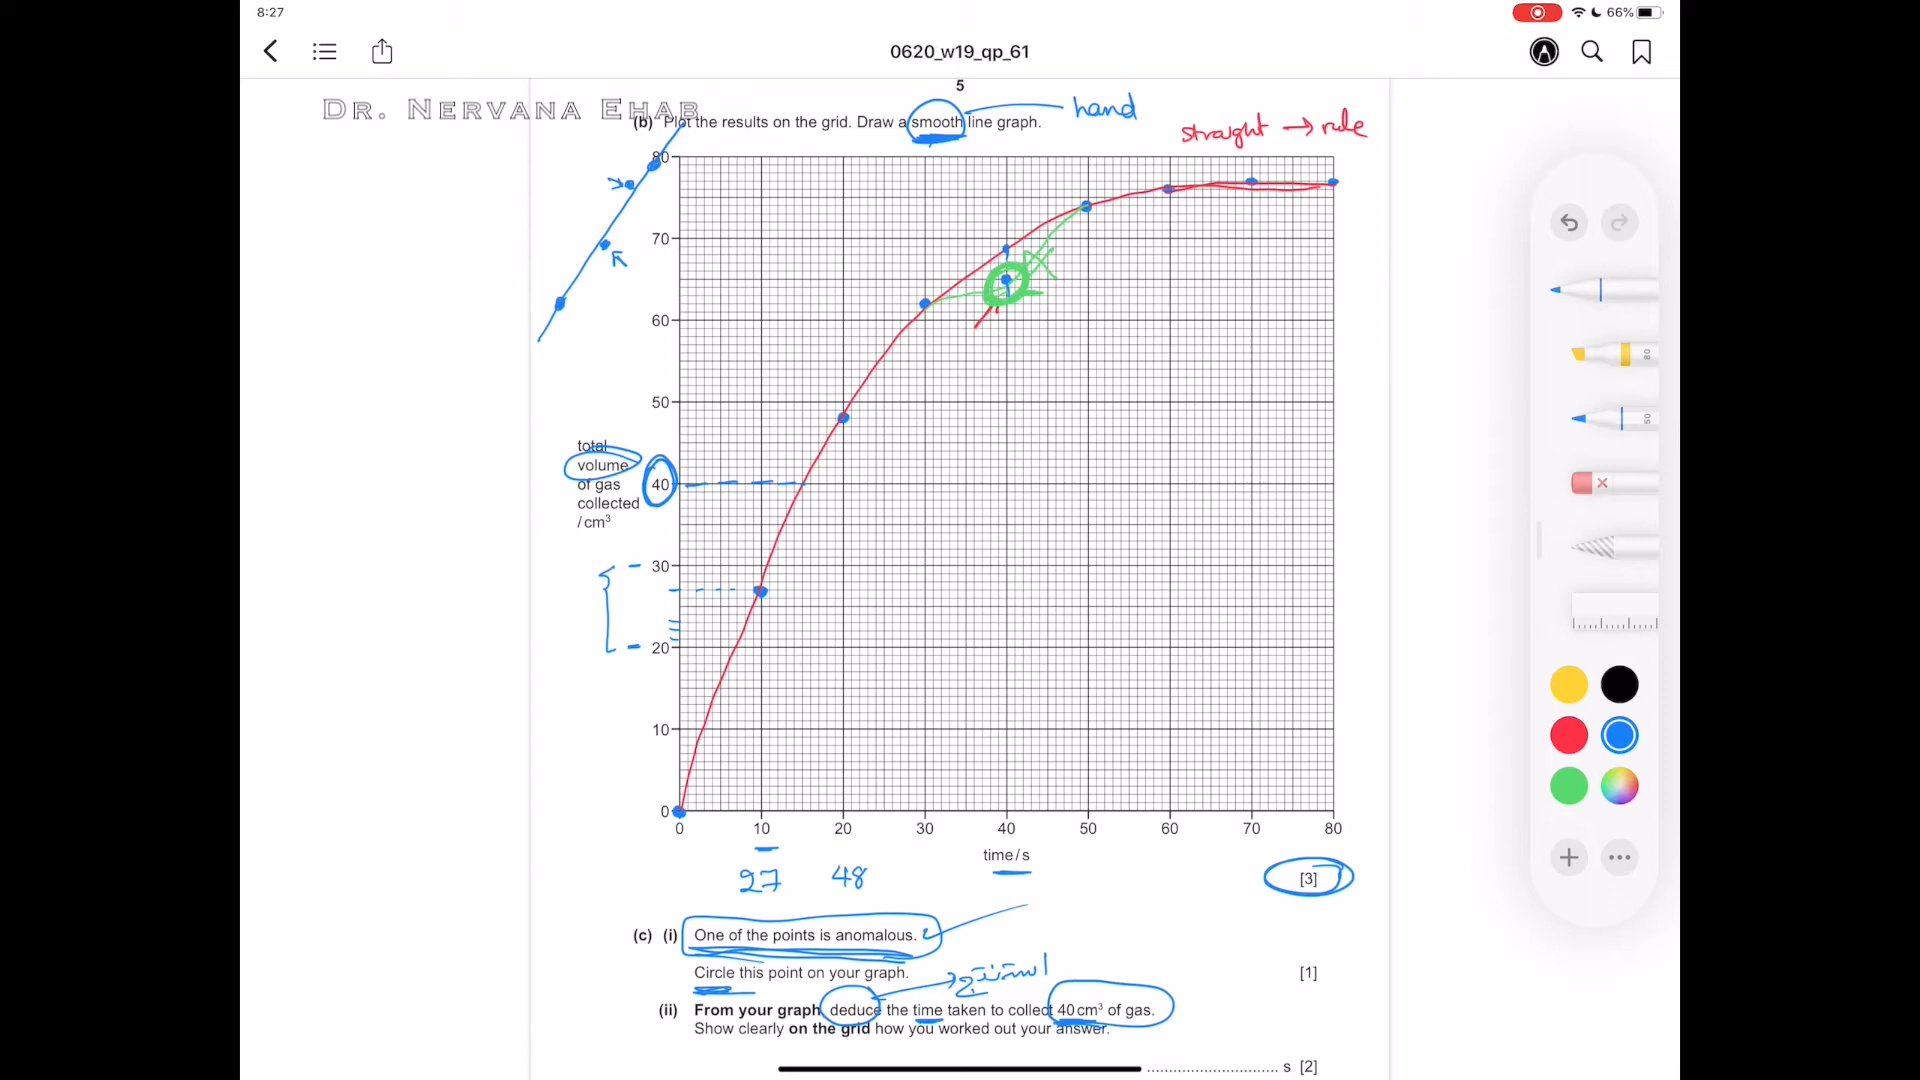 8:27
66%
0620_w19_qp_61
5
DR. NERVANA EHAB
(b) Plot the results on the grid. Draw a smooth line graph.
hand
straight → rule
80
70
60
50
40
30
20
10
0
total
volume
of gas
collected
/cm³
0 10 20 30 40 50 60 70 80
time/s
27 48
[3]
(c) (i) One of the points is anomalous.
Circle this point on your graph.
[1]
(ii) From your graph deduce the time taken to collect 40 cm³ of gas.
Show clearly on the grid how you worked out your answer.
s [2]
80
50